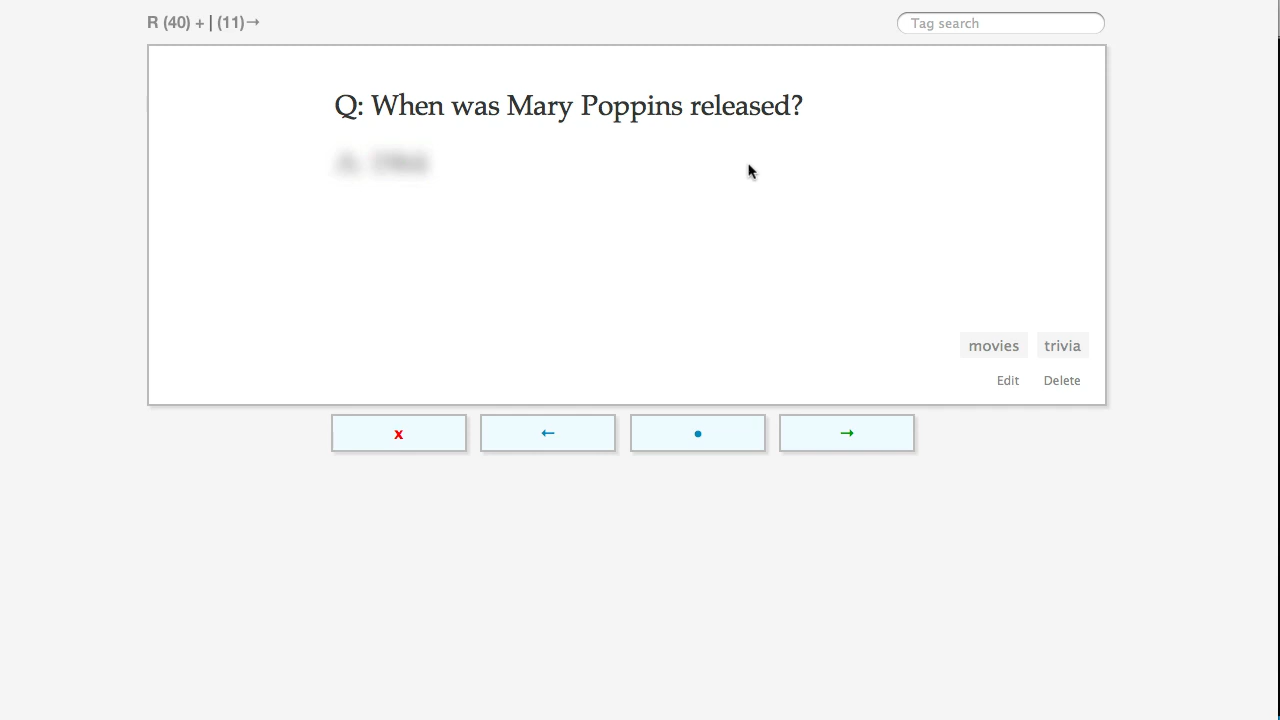 R (40) + | (11)→
Tag search
Q: When was Mary Poppins released?
movies trivia
Edit Delete
x ← • →